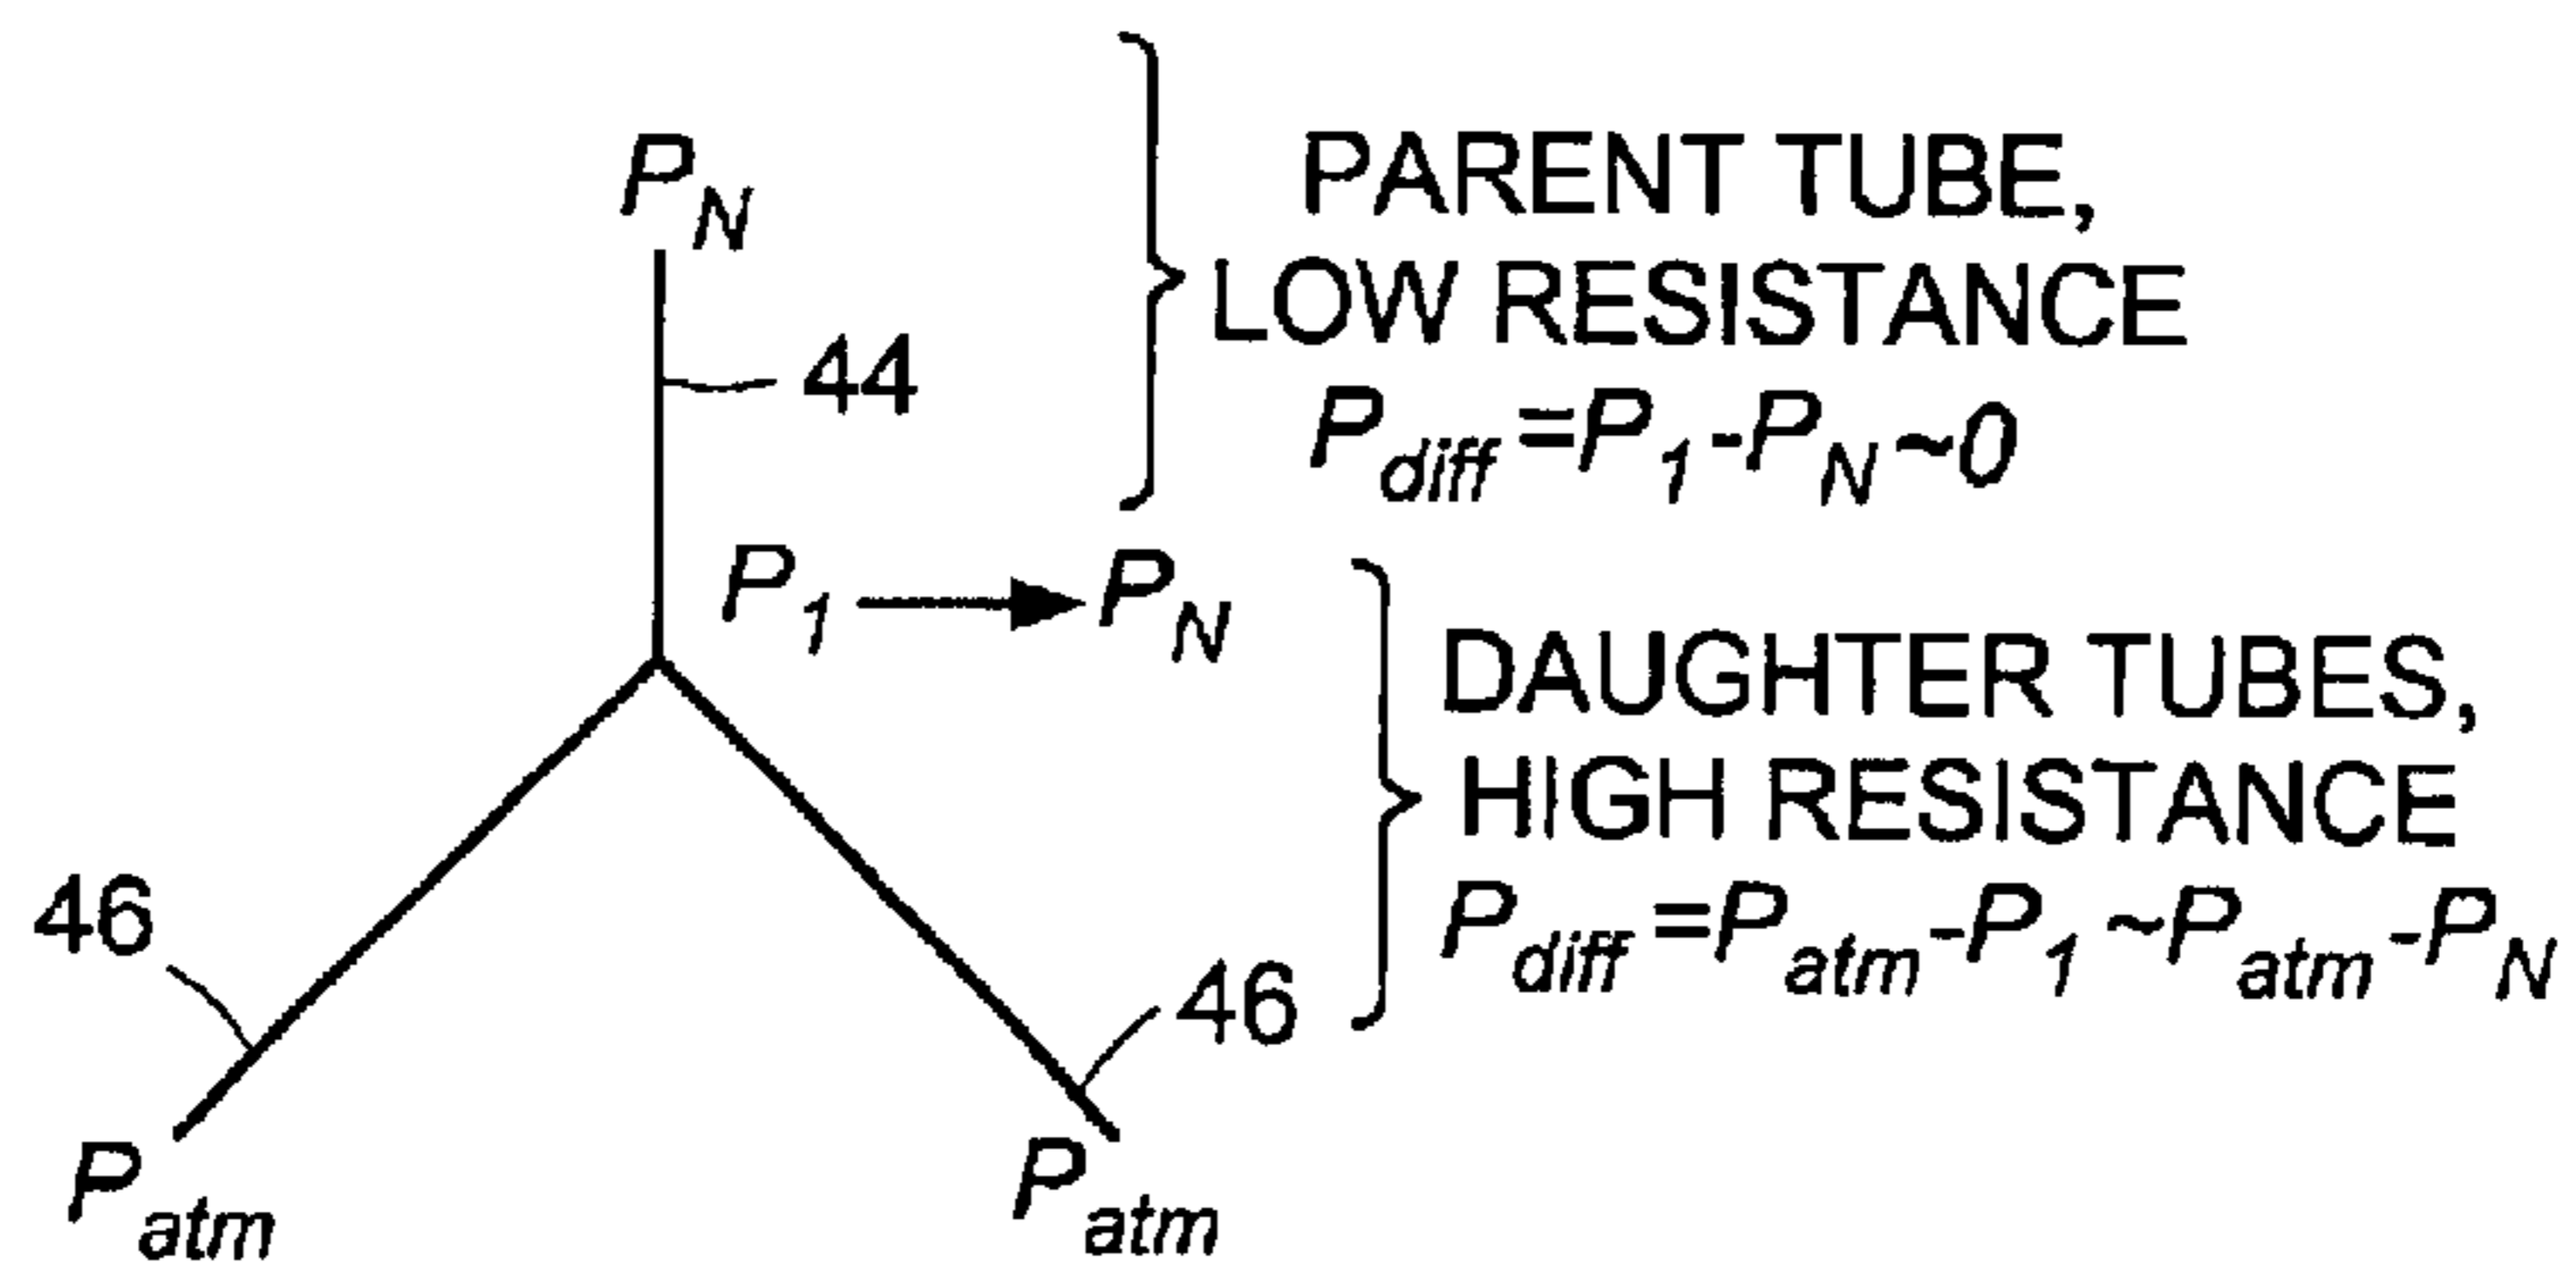 P_N
PARENT TUBE,
LOW RESISTANCE
44
P_diff=P_1-P_N~0
P_1 → P_N
DAUGHTER TUBES,
HIGH RESISTANCE
P_diff=P_atm-P_1~P_atm-P_N
46
46
P_atm
P_atm